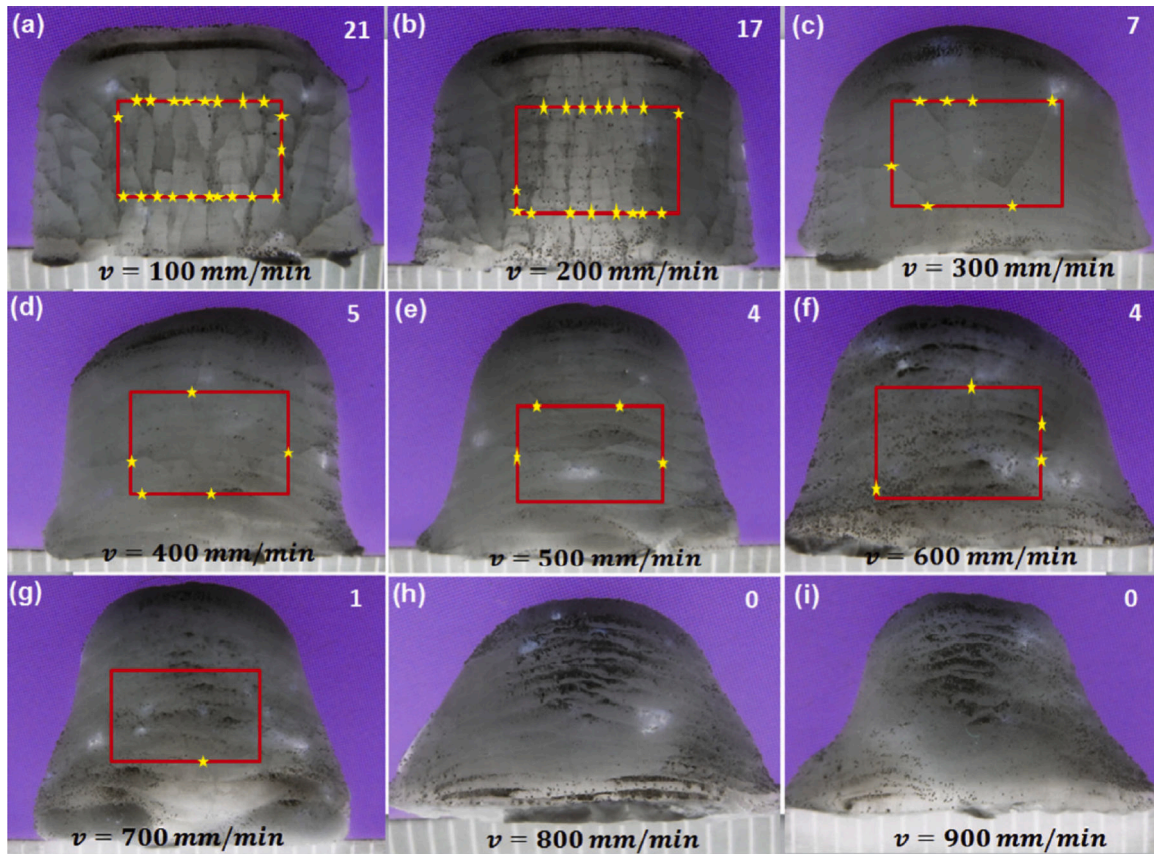 (a) 21
v = 100 mm/min
(b) 17
v = 200 mm/min
(c) 7
v = 300 mm/min
(d) 5
v = 400 mm/min
(e) 4
v = 500 mm/min
(f) 4
v = 600 mm/min
(g) 1
v = 700 mm/min
(h) 0
v = 800 mm/min
(i) 0
v = 900 mm/min